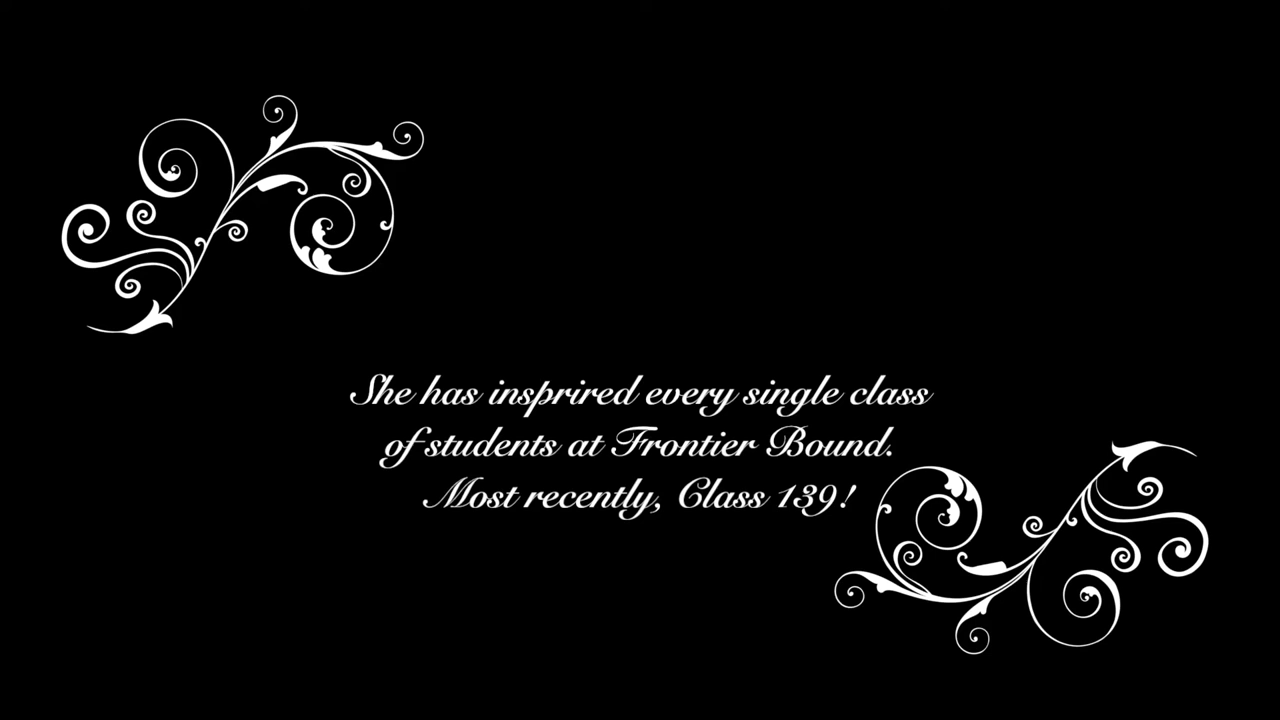 She has insprired every single class
of students at Frontier Bound.
Most recently, Class 139!